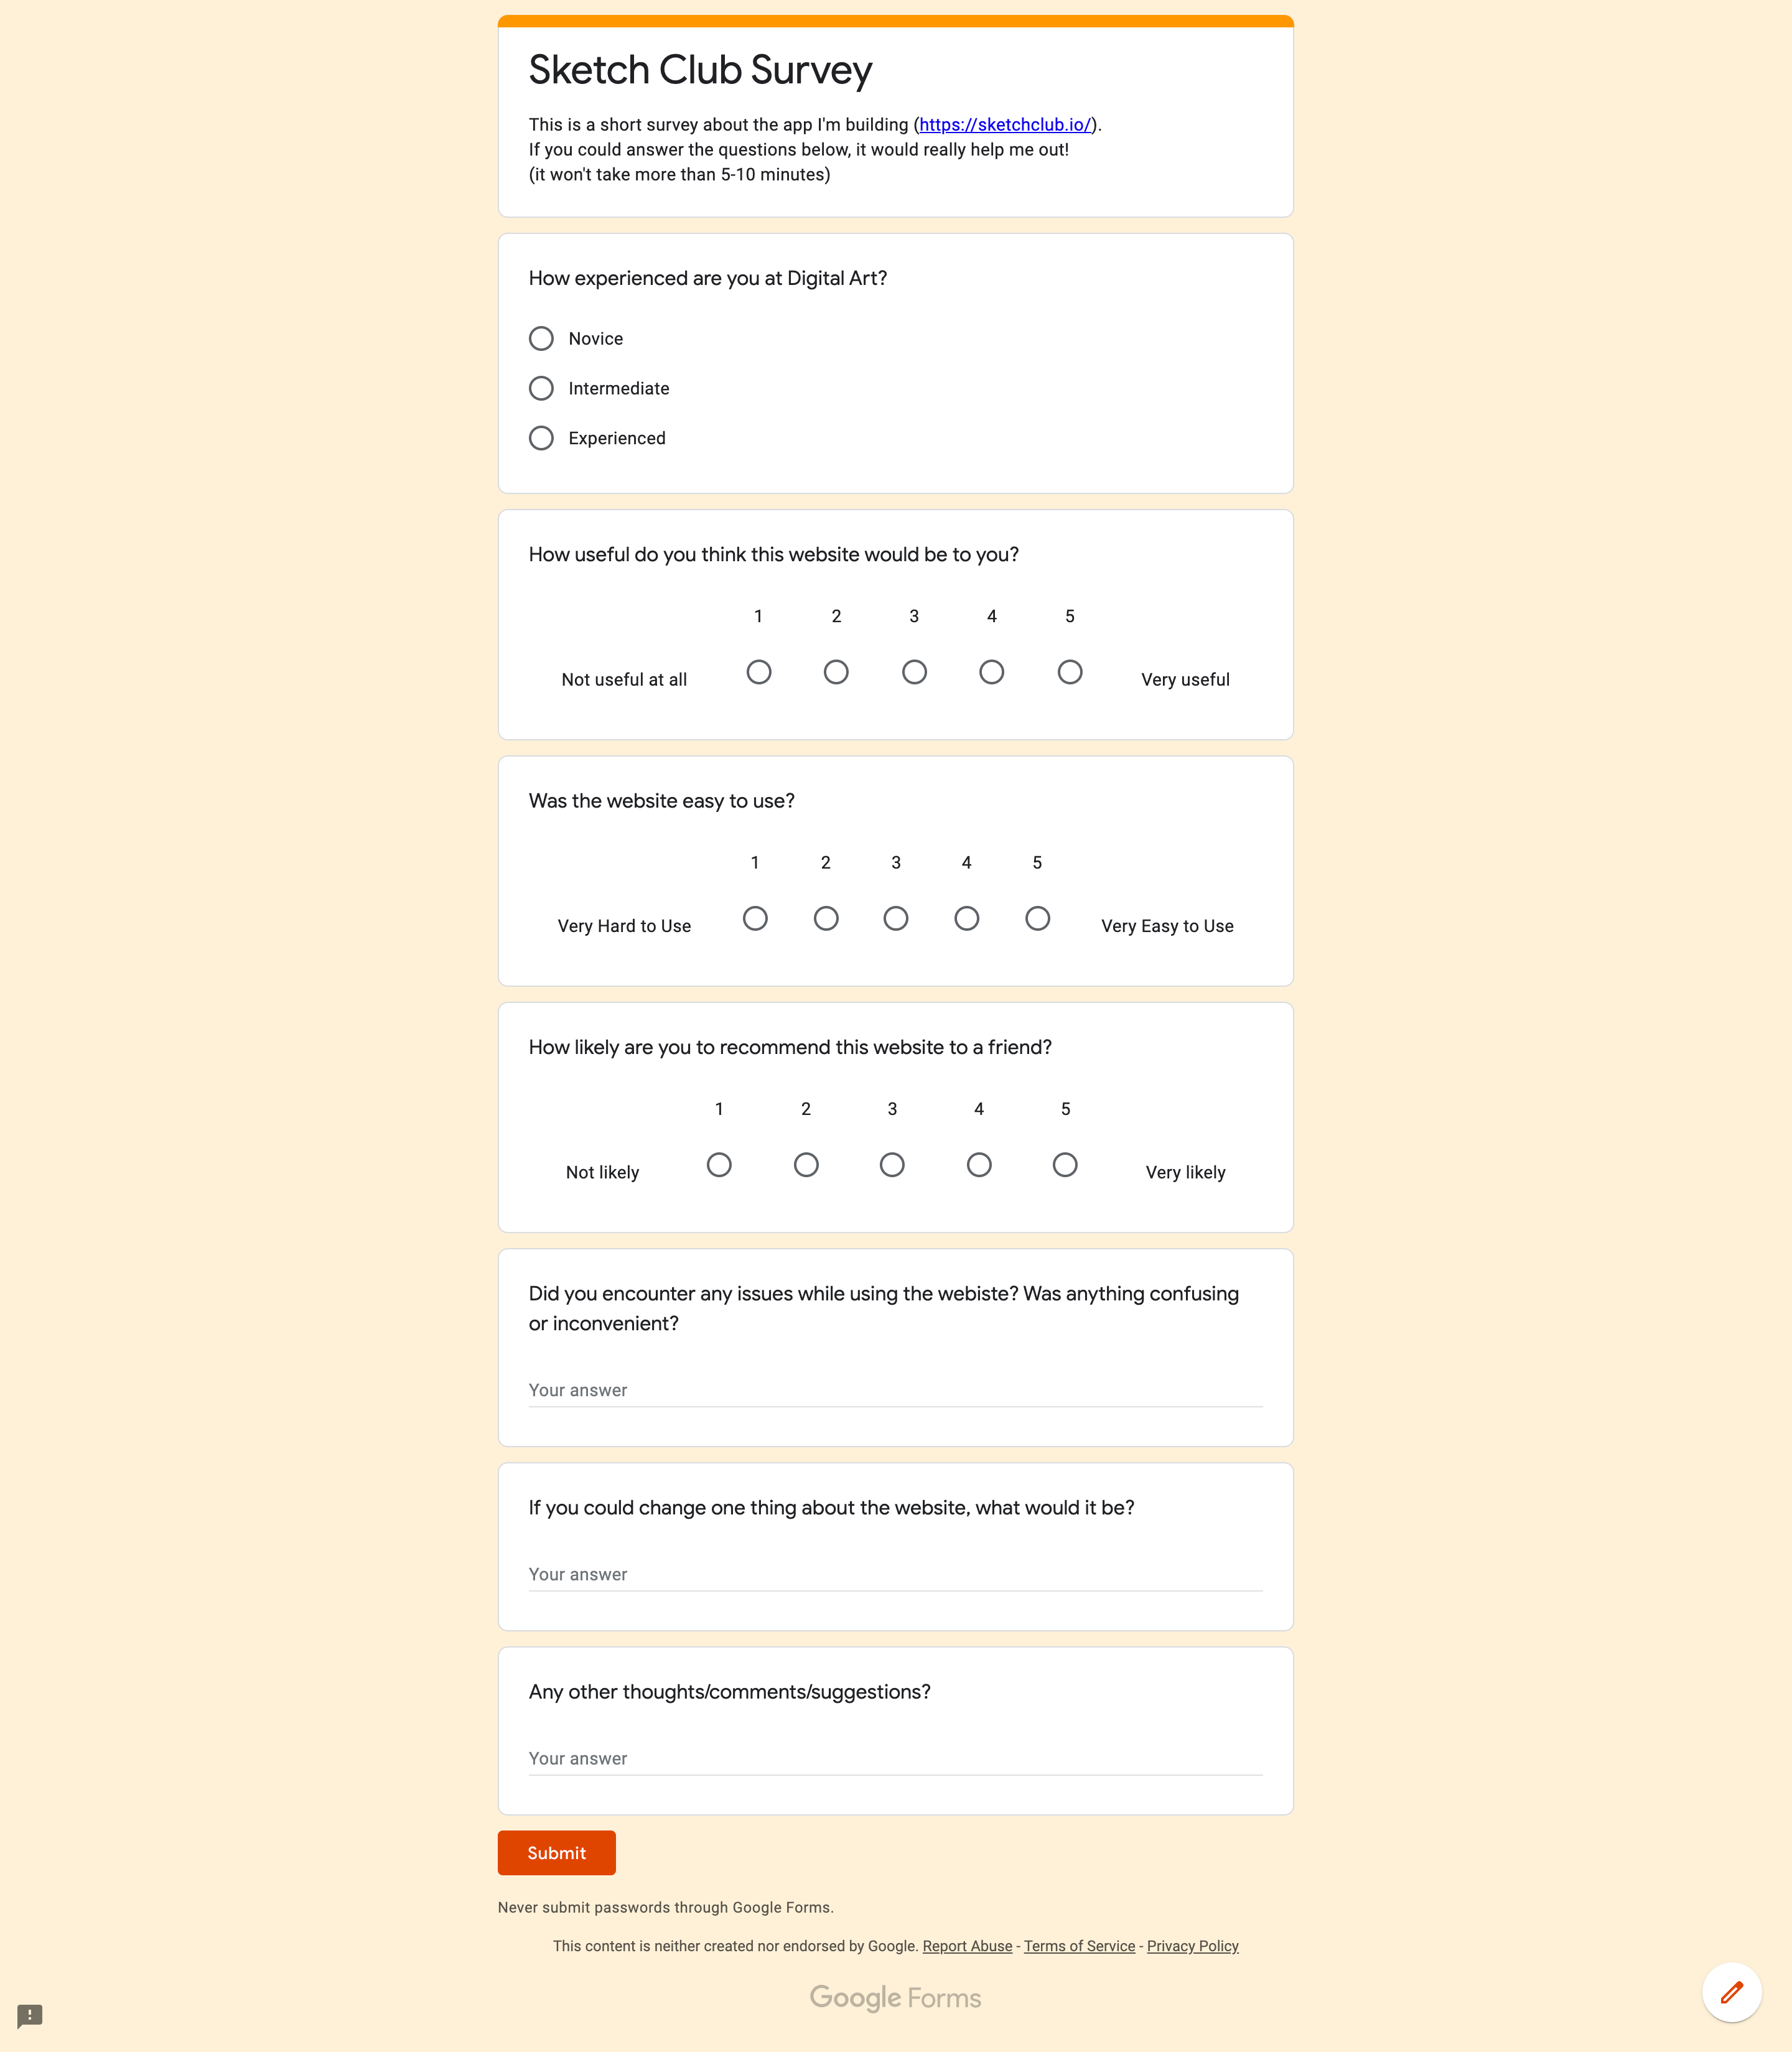 Sketch Club Survey
This is a short survey about the app I'm building (https://sketchclub.io/).
If you could answer the questions below, it would really help me out!
(it won't take more than 5-10 minutes)
How experienced are you at Digital Art?
Novice
Intermediate
Experienced
How useful do you think this website would be to you?
1 2 3 4 5
Not useful at all Very useful
Was the website easy to use?
1 2 3 4 5
Very Hard to Use Very Easy to Use
How likely are you to recommend this website to a friend?
1 2 3 4 5
Not likely Very likely
Did you encounter any issues while using the webiste? Was anything confusing
or inconvenient?
Your answer
If you could change one thing about the website, what would it be?
Your answer
Any other thoughts/comments/suggestions?
Your answer
Submit
Never submit passwords through Google Forms.
This content is neither created nor endorsed by Google. Report Abuse - Terms of Service - Privacy Policy
Google Forms